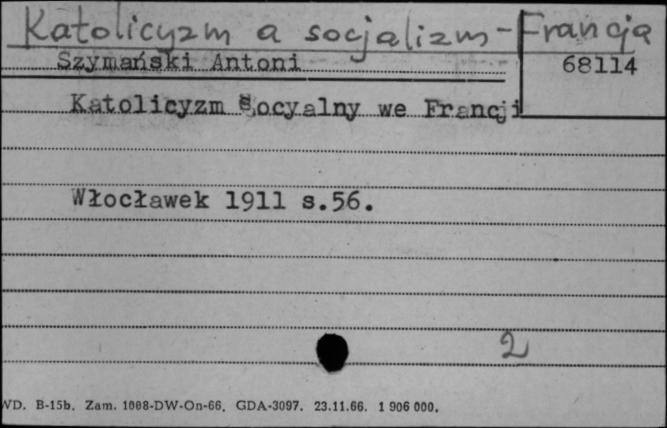 Katolicyzm a socjalizm - Francja
Szymański Antoni
68114
Katolicyzm socyalny we Francji
Włocławek 1911 s.56.
2
WD. B-15b. Zam. 1008-DW-On-66. GDA-3097. 23.11.66. 1 906 000.